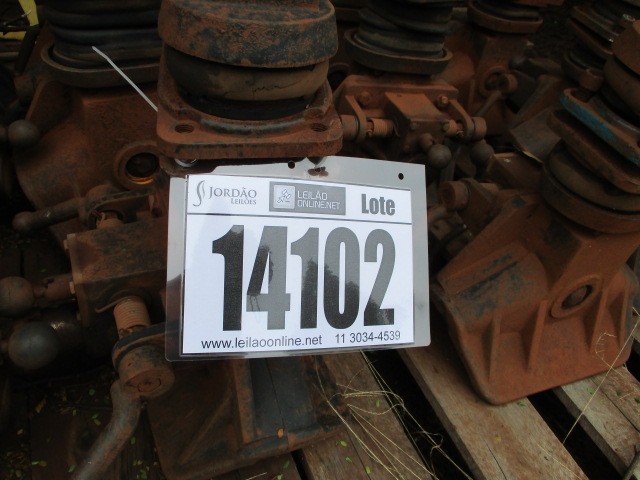 JORDÃO
LEILÕES
LEILÃO
ONLINE.NET
Lote
14102
www.leilaoonline.net 11 3034-4539